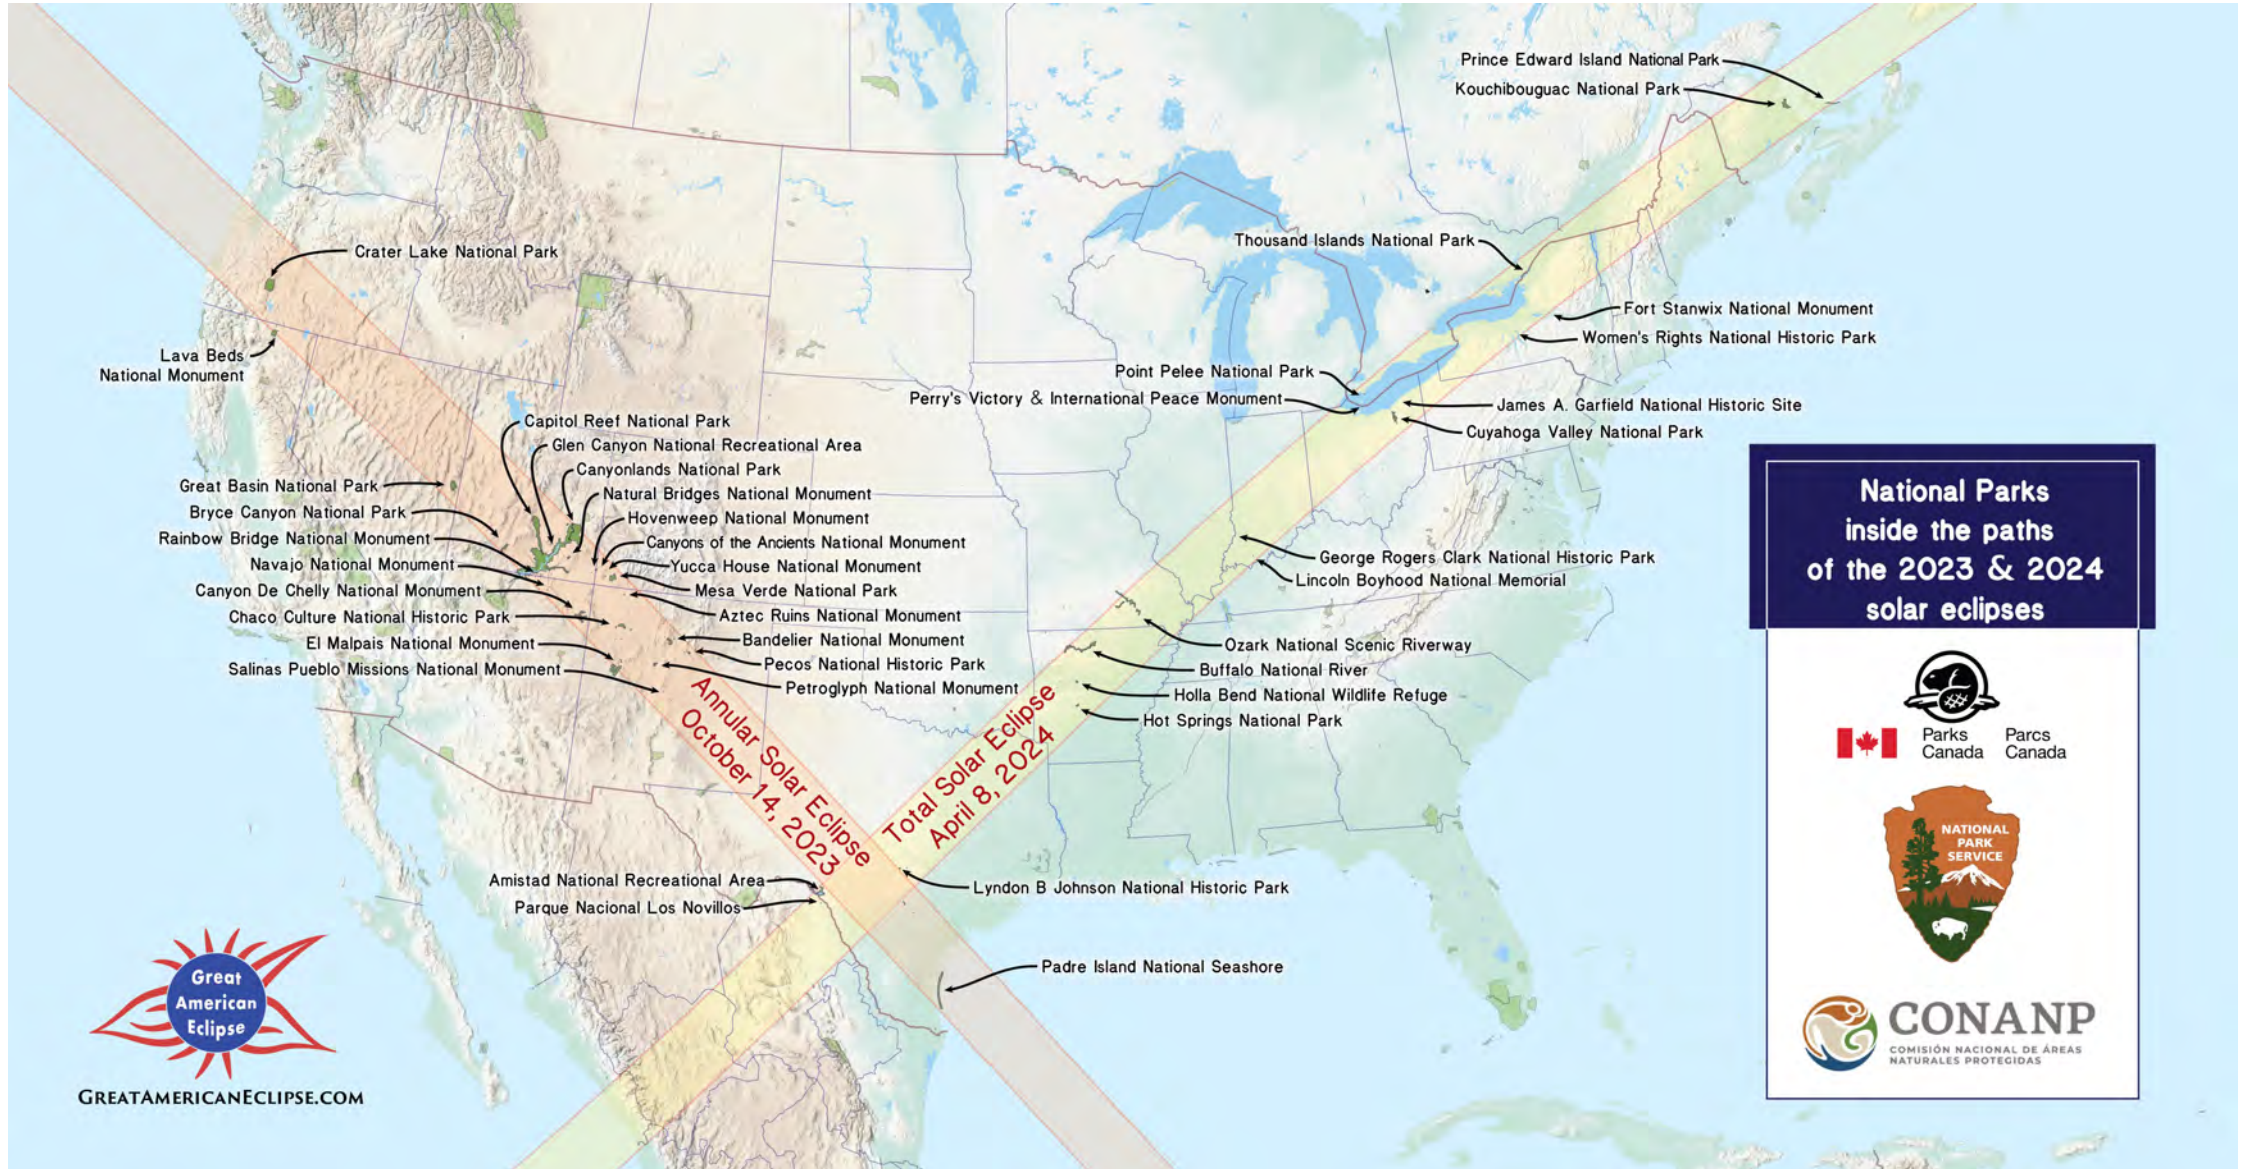 Prince Edward Island National Park
Kouchibouguac National Park
Thousand Islands National Park
Crater Lake National Park
Fort Stanwix National Monument
Women's Rights National Historic Park
Lava Beds
National Monument
Point Pelee National Park
Perry's Victory & International Peace Monument
James A. Garfield National Historic Site
Cuyahoga Valley National Park
Capitol Reef National Park
Glen Canyon National Recreational Area
Canyonlands National Park
Great Basin National Park
Natural Bridges National Monument
Bryce Canyon National Park
Hovenweep National Monument
Rainbow Bridge National Monument
Canyons of the Ancients National Monument
Navajo National Monument
Yucca House National Monument
Canyon De Chelly National Monument
Mesa Verde National Park
Chaco Culture National Historic Park
Aztec Ruins National Monument
El Malpais National Monument
Bandelier National Monument
Salinas Pueblo Missions National Monument
Pecos National Historic Park
Petroglyph National Monument
George Rogers Clark National Historic Park
Lincoln Boyhood National Memorial
Ozark National Scenic Riverway
Buffalo National River
Holla Bend National Wildlife Refuge
Hot Springs National Park
Annular Solar Eclipse
October 14, 2023
Total Solar Eclipse
April 8, 2024
Amistad National Recreational Area
Parque Nacional Los Novillos
Lyndon B Johnson National Historic Park
Padre Island National Seashore
National Parks
inside the paths
of the 2023 & 2024
solar eclipses
Parks
Canada
Parcs
Canada
NATIONAL
PARK
SERVICE
CONANP
COMISIÓN NACIONAL DE ÁREAS
NATURALES PROTEGIDAS
Great
American
Eclipse
GREATAMERICANECLIPSE.COM